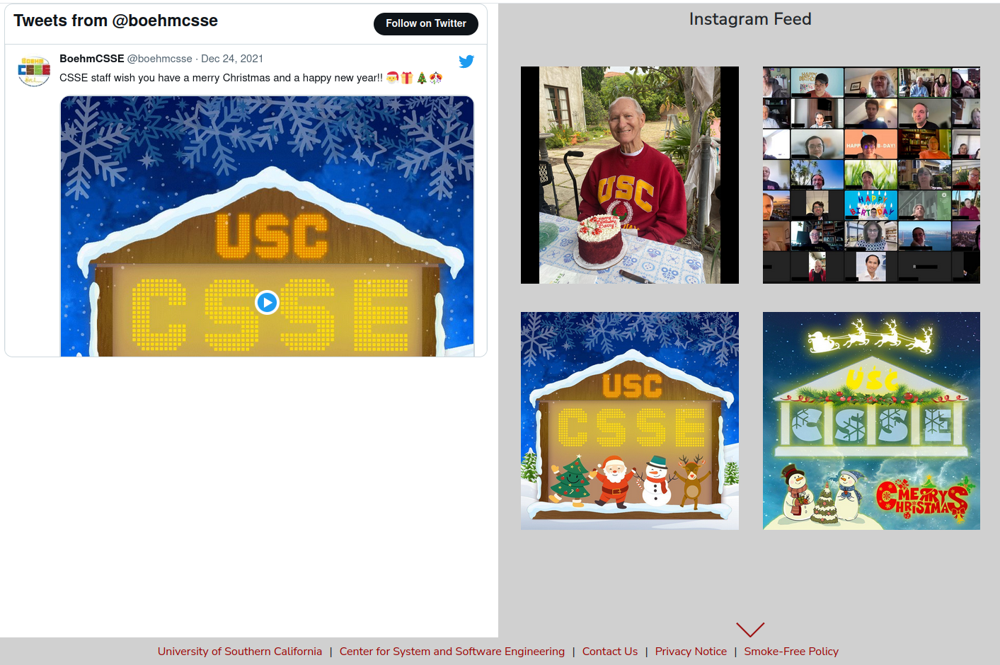 Tweets from @boehmcsse
Follow on Twitter
BoehmCSSE @boehmcsse · Dec 24, 2021
CSSE staff wish you have a merry Christmas and a happy new year!! 🎅🎁 🎄🎊
USC
CSSE
Instagram Feed
USC
HAPPY
BIRTHDAY
USC
CSSE
USC
CSSE
MERRY
CHRISTMAS
University of Southern California | Center for System and Software Engineering | Contact Us | Privacy Notice | Smoke-Free Policy